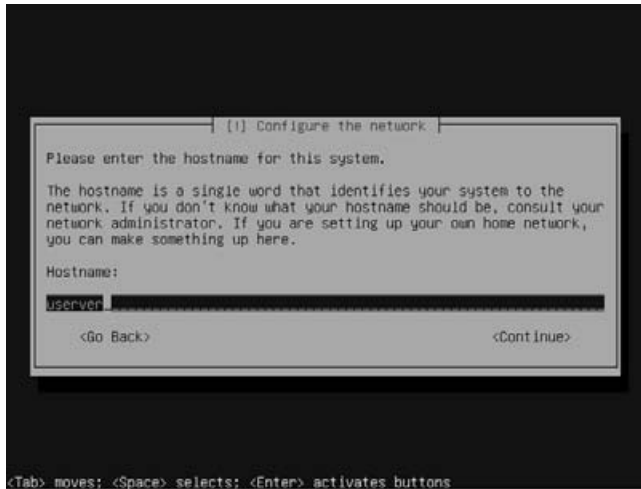 [!] Configure the network
Please enter the hostname for this system.
The hostname is a single word that identifies your system to the
network. If you don't know what your hostname should be, consult your
network administrator. If you are setting up your own home network,
you can make something up here.
Hostname:
userver
<Go Back> <Continue>
<Tab> moves; <Space> selects; <Enter> activates buttons